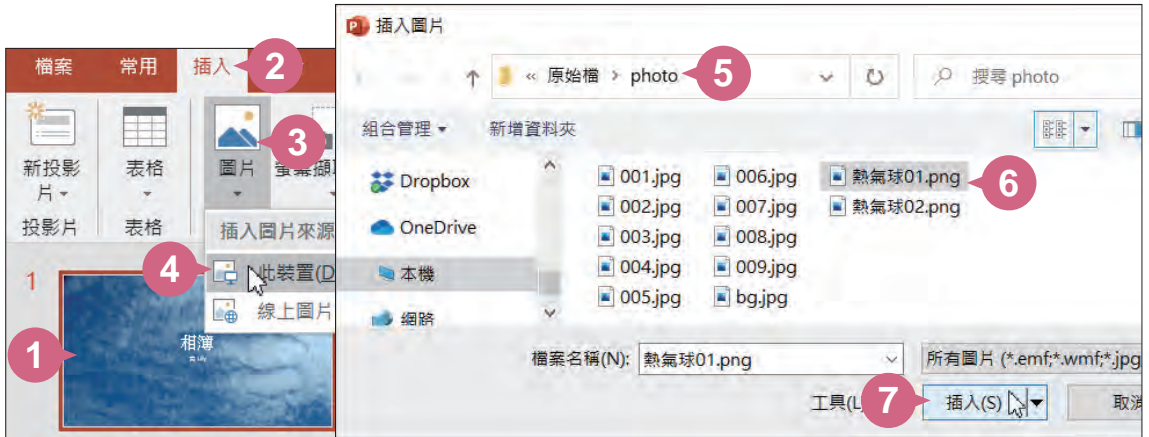 檔案 常用 插入 2
3
新投影片 表格 圖片 螢幕擷
投影片 表格
插入圖片來源
4 此裝置(D
線上圖片
1
1
相簿
插入圖片
« 原始檔 > photo 5
搜尋 photo
組合管理 新增資料夾
Dropbox
OneDrive
本機
網路
001.jpg 006.jpg 熱氣球01.png 6
002.jpg 007.jpg 熱氣球02.png
003.jpg 008.jpg
004.jpg 009.jpg
005.jpg bg.jpg
檔案名稱(N): 熱氣球01.png 所有圖片 (*.emf;*.wmf;*.jpg
工具(L 7 插入(S) 取消